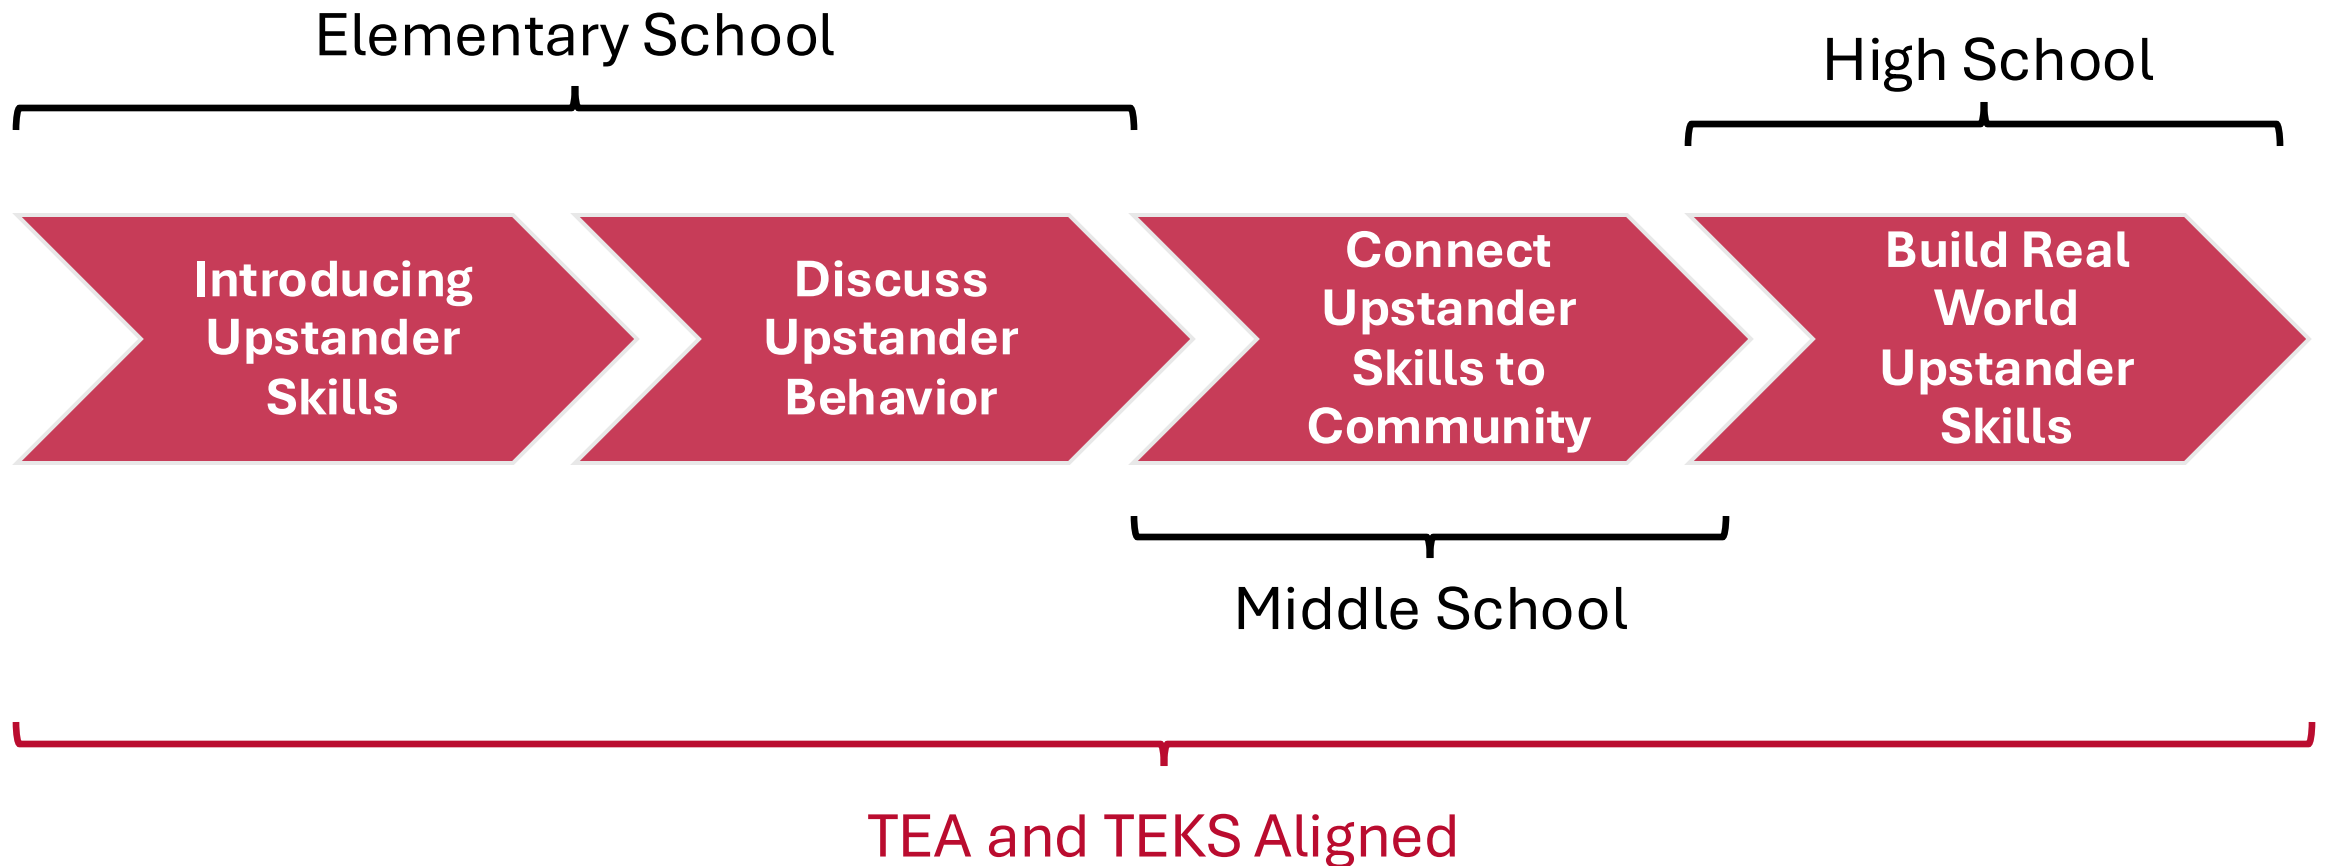 Elementary School
High School
Introducing
Upstander
Skills
Discuss
Upstander
Behavior
Connect
Upstander
Skills to
Community
Build Real
World
Upstander
Skills
Middle School
TEA and TEKS Aligned